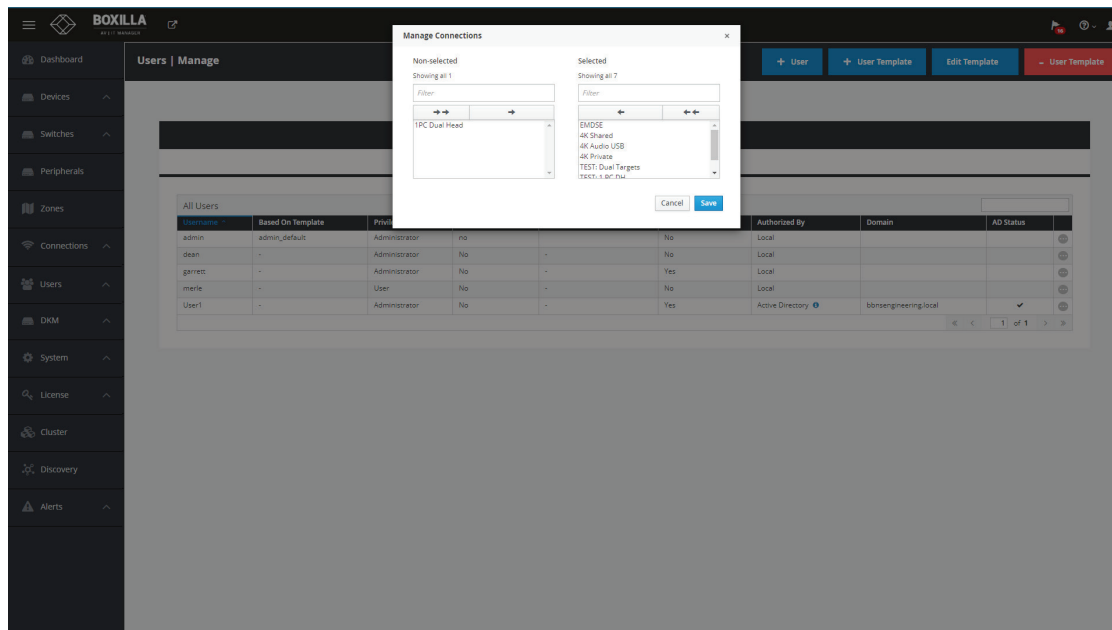 BOXILLA
Manage Connections ×
Non-selected
Showing all 1
Filter
1PC Dual Head
Selected
Showing all 7
Filter
EMDSE
4K Shared
4K Audio USB
4K Private
TEST: Dual Targets
TEST: 1 PC DH
Cancel Save
Dashboard
Devices
Switches
Peripherals
Zones
Connections
Users
DKM
System
License
Cluster
Discovery
Alerts
Users | Manage
+ User
+ User Template
Edit Template
- User Template
All Users
Username Based On Template Authorized By Domain AD Status
admin admin_default Administrator no No Local
dean - Administrator No - No Local
garrett - Administrator No - Yes Local
merle - User No - No Local
User1 - Administrator No - Yes Active Directory bbnsengineering.local
« < 1 of 1 > »